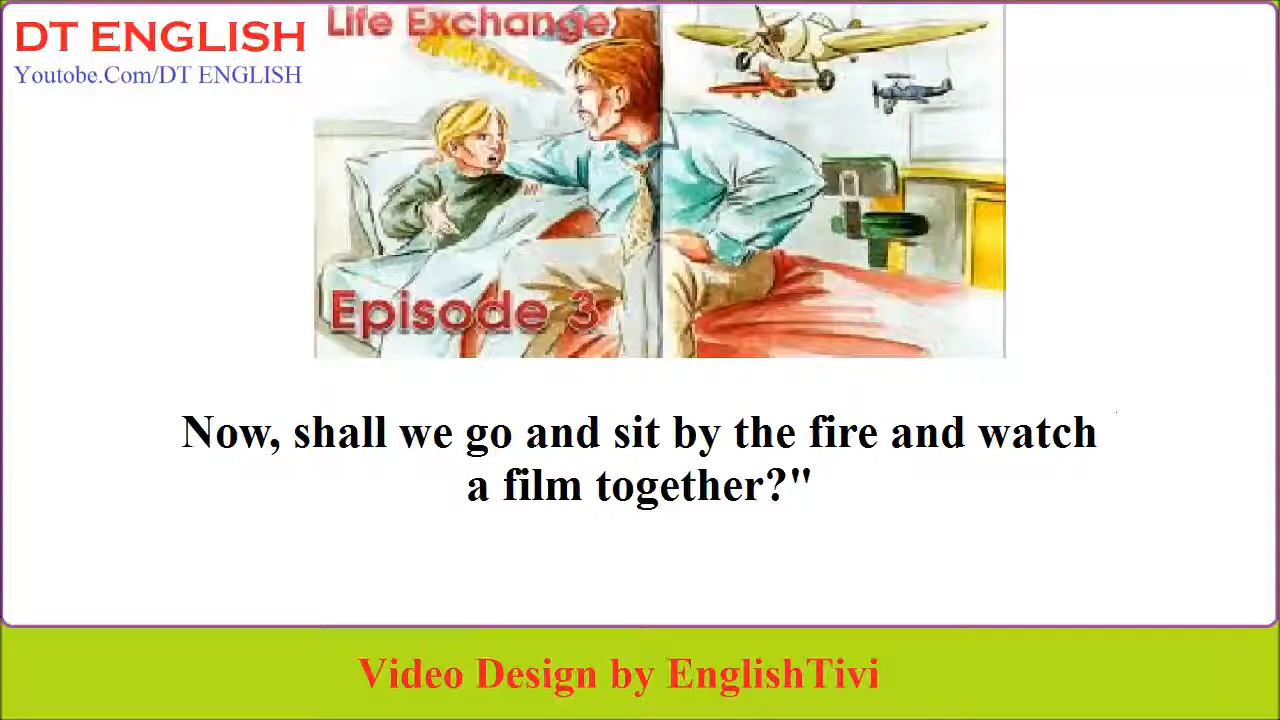 DT ENGLISH
Youtobe.Com/DT ENGLISH
Life Exchange
Episode 3
Now, shall we go and sit by the fire and watch
a film together?"
Video Design by EnglishTivi